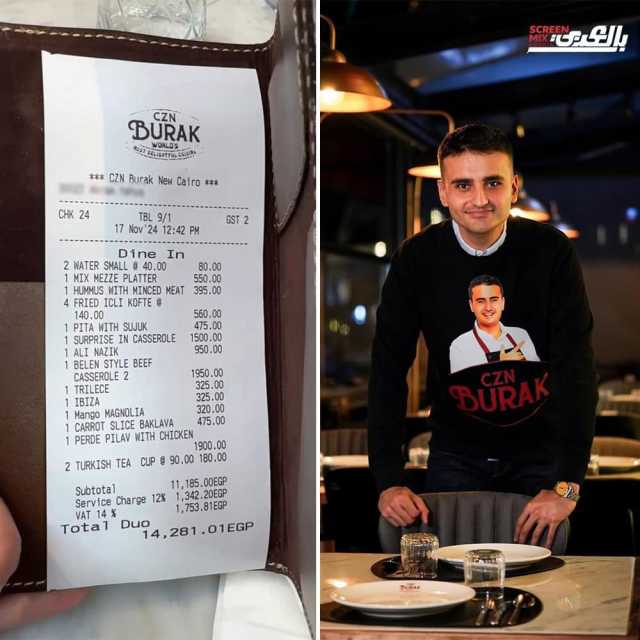 CZN
BURAK
WORLD'S
MOST DELIGHTFUL CUISINE
*** CZN Burak New Cairo ***
CHK 24 TBL 9/1 GST 2
17 Nov'24 12:42 PM
Dine In
2 WATER SMALL @ 40.00 80.00
1 MIX MEZZE PLATTER 550.00
1 HUMMUS WITH MINCED MEAT 395.00
4 FRIED ICLI KOFTE @
140.00 560.00
1 PITA WITH SUJUK 475.00
1 SURPRISE IN CASSEROLE 1500.00
1 ALI NAZIK 950.00
1 BELEN STYLE BEEF
CASSEROLE 2 1950.00
1 TRILECE 325.00
1 IBIZA 325.00
1 Mango MAGNOLIA 320.00
1 CARROT SLICE BAKLAVA 475.00
1 PERDE PILAV WITH CHICKEN
1900.00
2 TURKISH TEA CUP @ 90.00 180.00
Subtotal 11,185.00EGP
Service Charge 12% 1,342.20EGP
VAT 14 % 1,753.81EGP
Total Due
14,281.01EGP
SCREEN
MIX
بالعربي
CZN
BURAK
BURAK